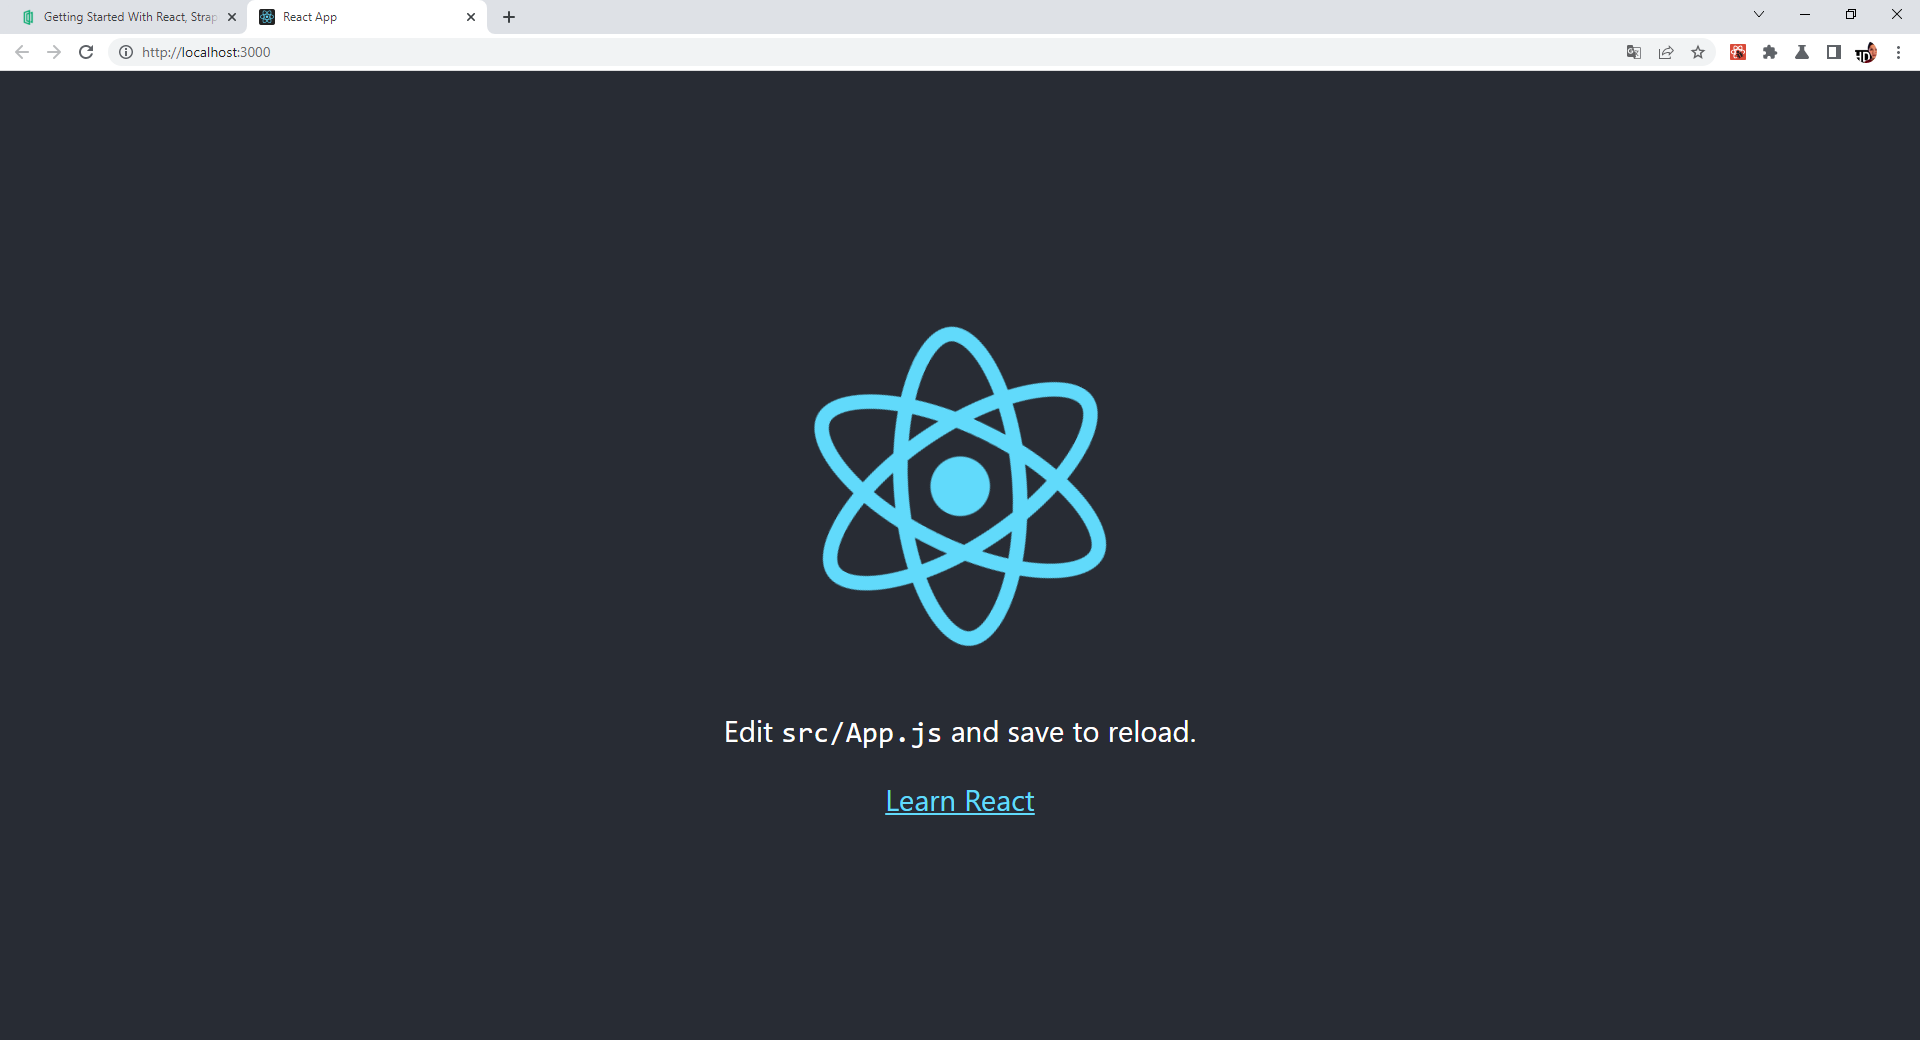 Getting Started With React, Strap
React App
http://localhost:3000
Edit src/App.js and save to reload.
Learn React